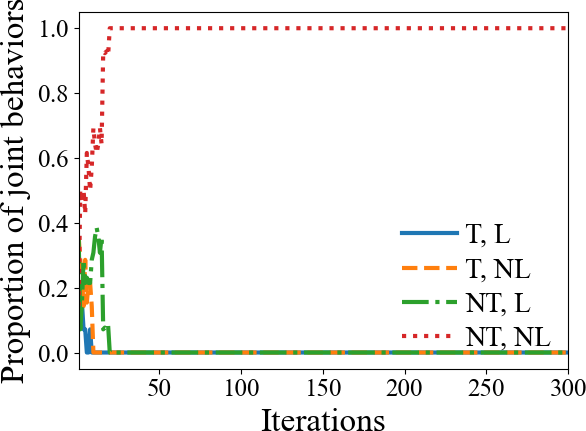 Proportion of joint behaviors
1.0
0.8
0.6
0.4
0.2
0.0
T, L
T, NL
NT, L
NT, NL
50 100 150 200 250 300
Iterations